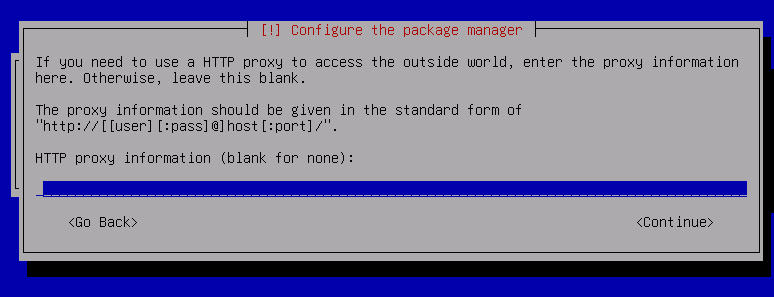 [!] Configure the package manager
If you need to use a HTTP proxy to access the outside world, enter the proxy information
here. Otherwise, leave this blank.
The proxy information should be given in the standard form of
"http://[[user][:pass]@]host[:port]/".
HTTP proxy information (blank for none):
<Go Back> <Continue>